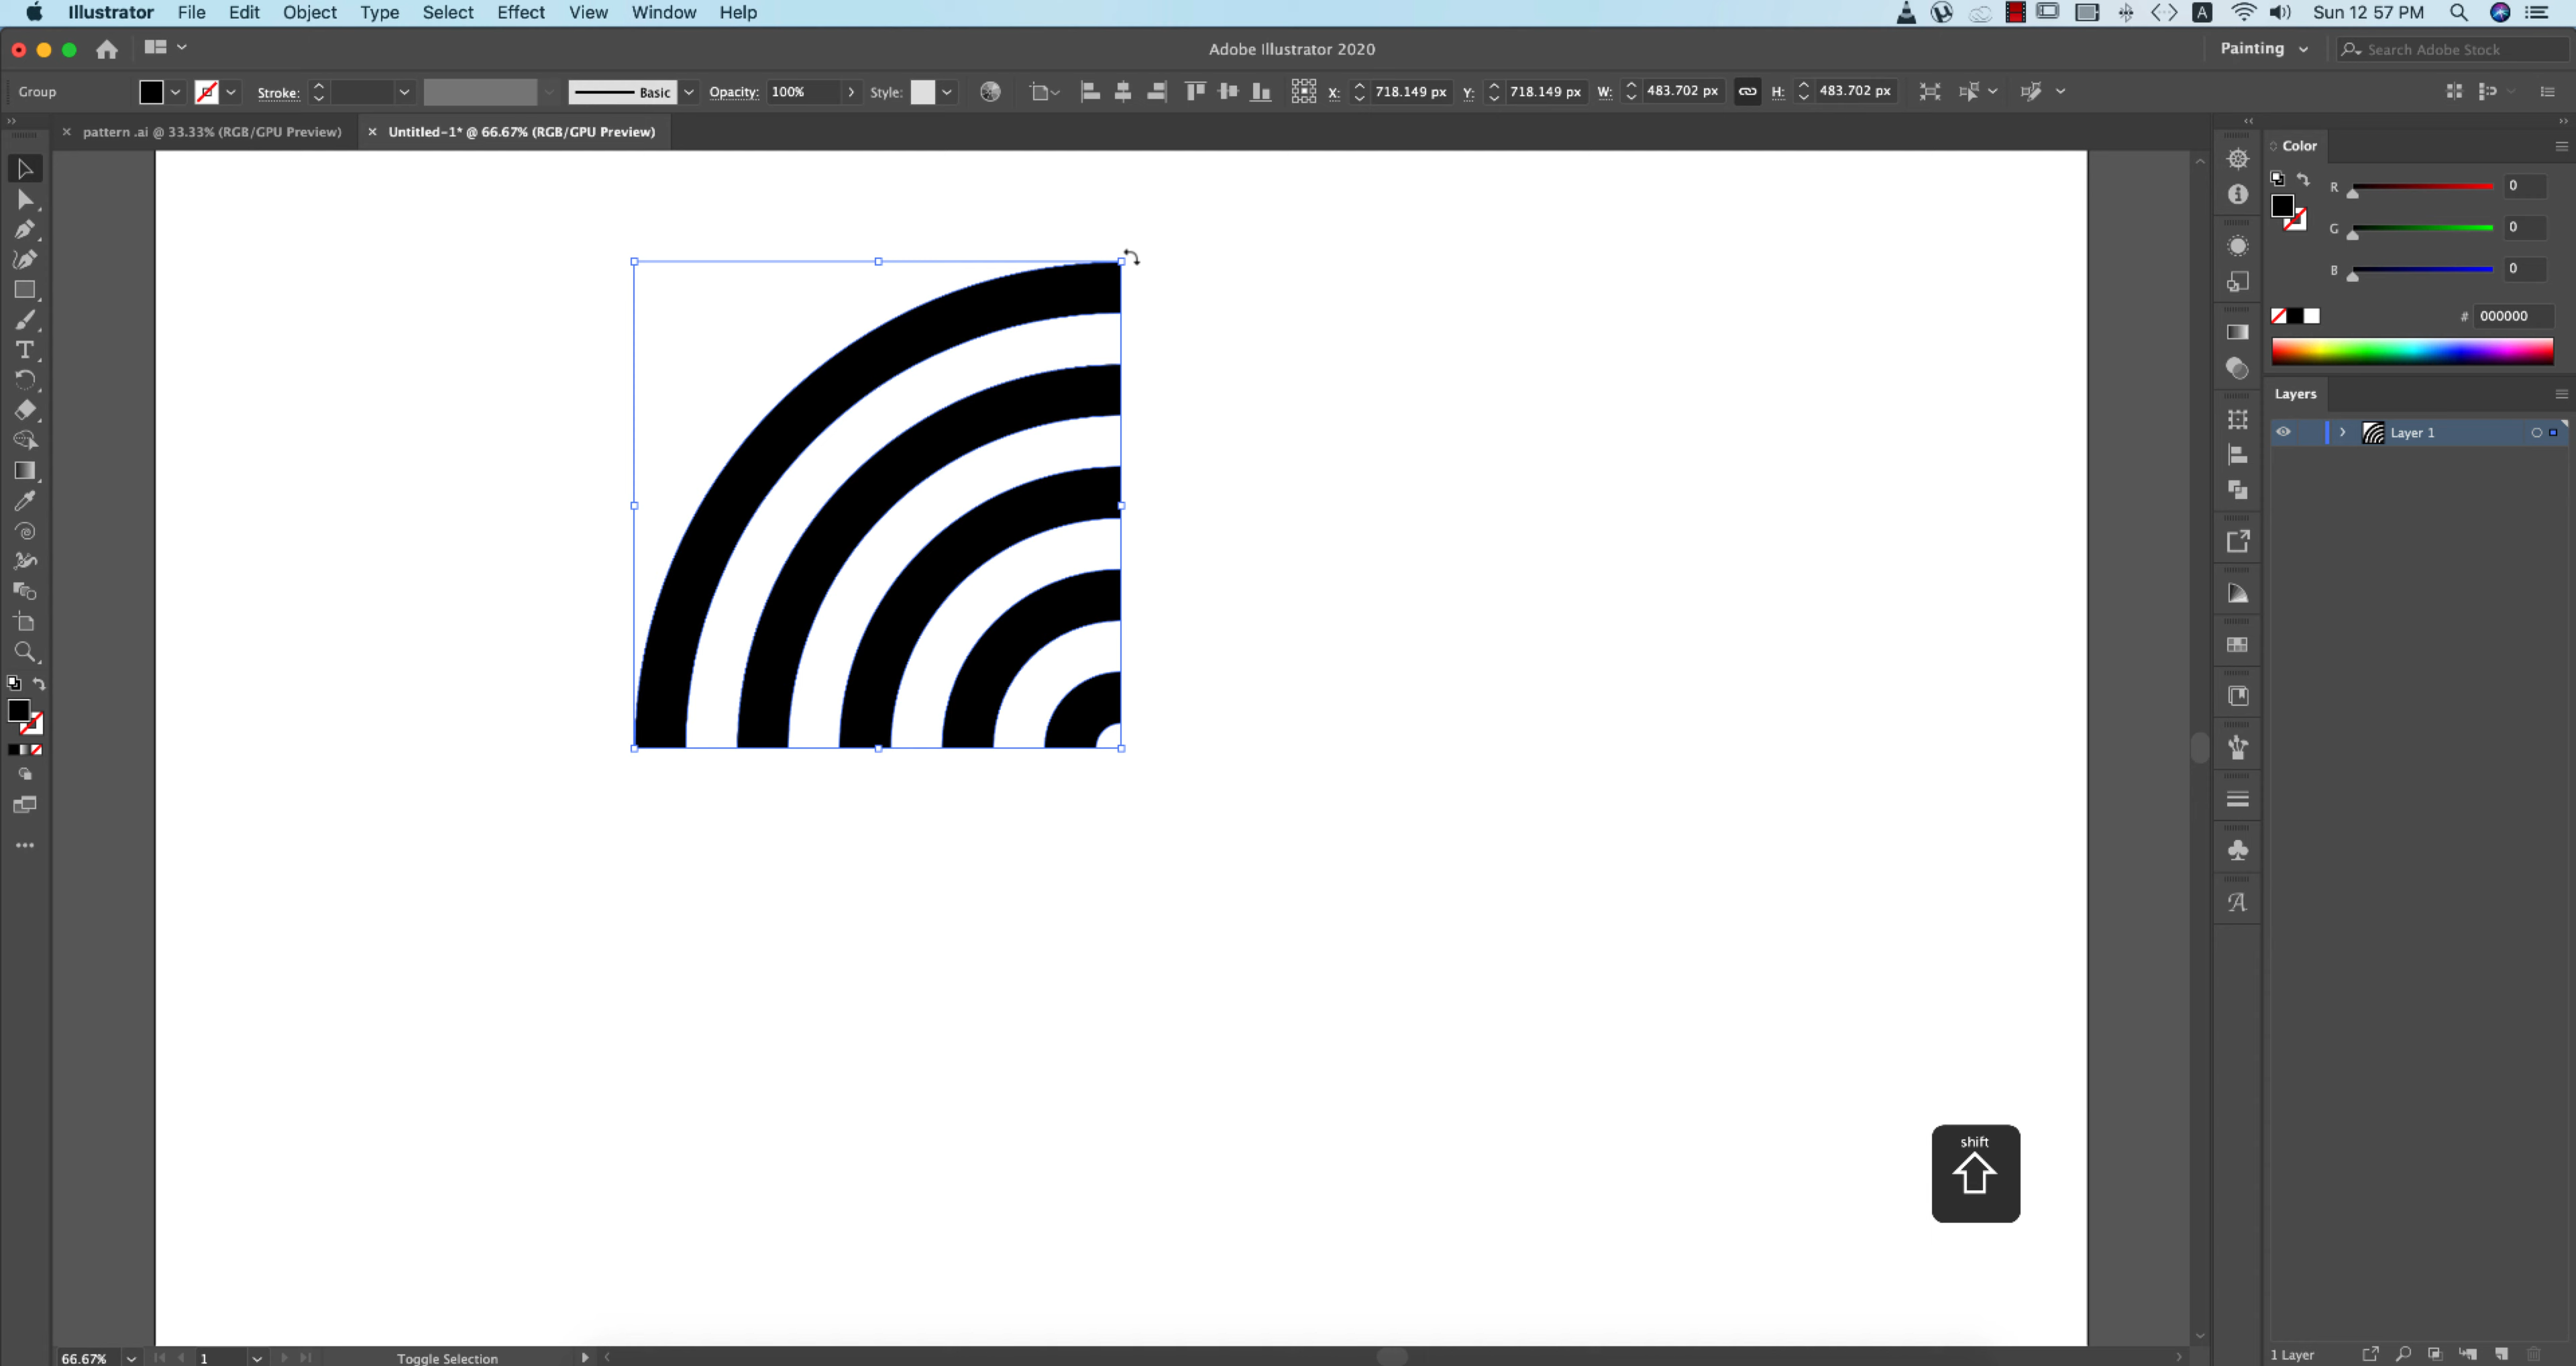 Illustrator File Edit Object Type Select Effect View Window Help A Sun 12 57 PM
Adobe Illustrator 2020 Painting Search Adobe Stock
Group Stroke: Basic Opacity: 100% Style: X: 718.149 px Y: 718.149 px W: 483.702 px H: 483.702 px
× pattern .ai @ 33.33% (RGB/GPU Preview) × Untitled-1* @ 66.67% (RGB/GPU Preview)
Color
R 0
G 0
B 0
# 000000
Layers
Layer 1
shift
66.67% 1 Toggle Selection 1 Layer